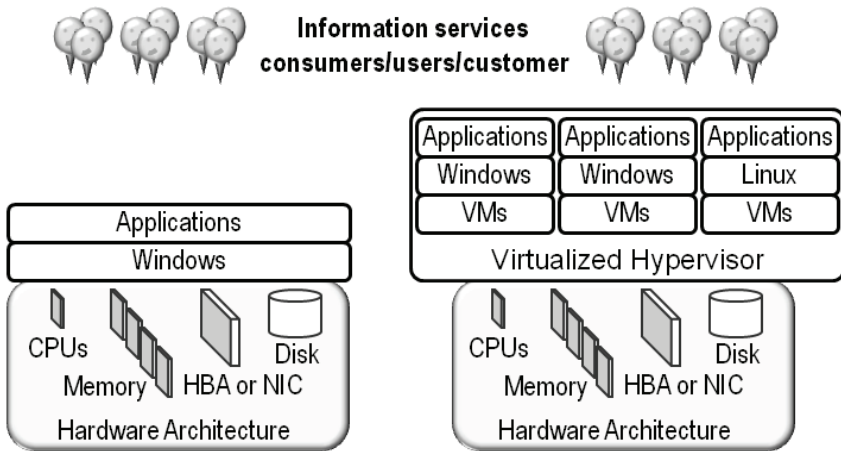 Information services
consumers/users/customer
Applications
Windows
CPUs
Memory
HBA or NIC
Disk
Hardware Architecture
Applications Applications Applications
Windows Windows Linux
VMs VMs VMs
Virtualized Hypervisor
CPUs
Memory
HBA or NIC
Disk
Hardware Architecture